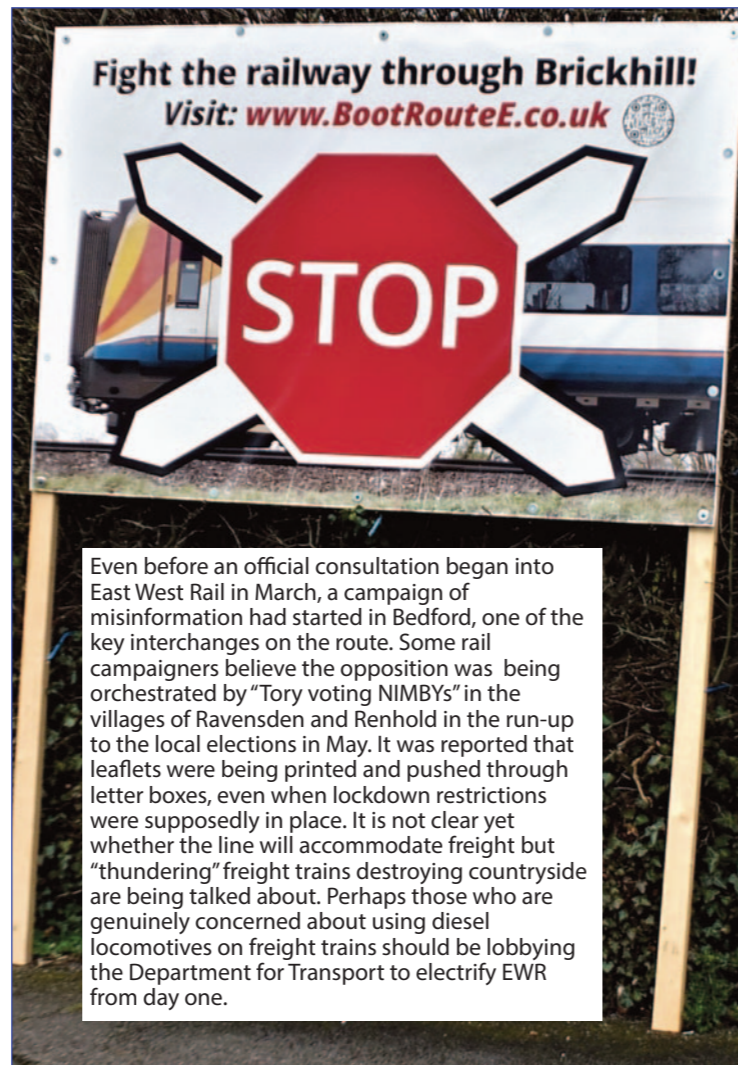 Fight the railway through Brickhill!
Visit: www.BootRouteE.co.uk
STOP
Even before an official consultation began into
East West Rail in March, a campaign of
misinformation had started in Bedford, one of the
key interchanges on the route. Some rail
campaigners believe the opposition was being
orchestrated by “Tory voting NIMBYs” in the
villages of Ravensden and Renhold in the run-up
to the local elections in May. It was reported that
leaflets were being printed and pushed through
letter boxes, even when lockdown restrictions
were supposedly in place. It is not clear yet
whether the line will accommodate freight but
“thundering” freight trains destroying countryside
are being talked about. Perhaps those who are
genuinely concerned about using diesel
locomotives on freight trains should be lobbying
the Department for Transport to electrify EWR
from day one.